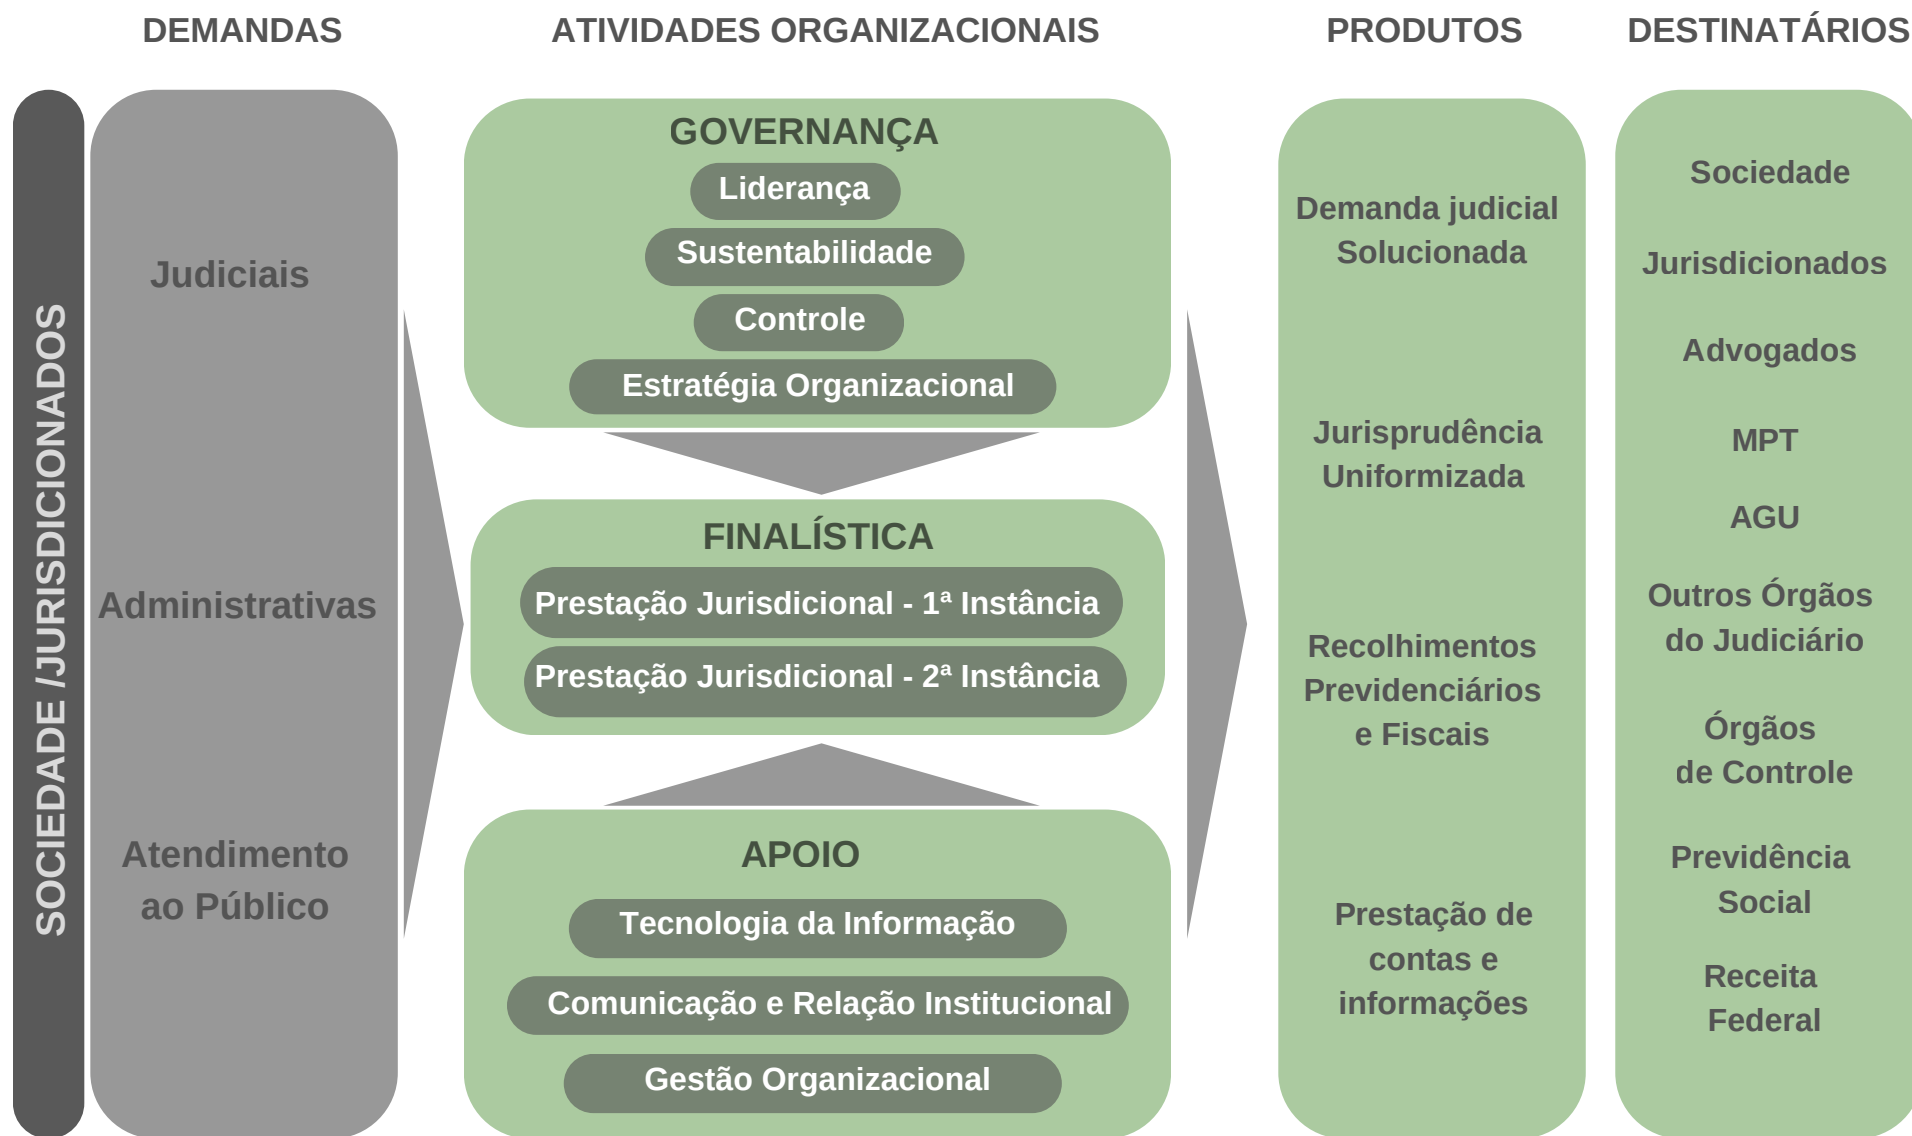 DEMANDAS
ATIVIDADES ORGANIZACIONAIS
PRODUTOS
DESTINATÁRIOS
SOCIEDADE /JURISDICIONADOS
Judiciais
Administrativas
Atendimento
ao Público
GOVERNANÇA
Liderança
Sustentabilidade
Controle
Estratégia Organizacional
FINALÍSTICA
Prestação Jurisdicional - 1ª Instância
Prestação Jurisdicional - 2ª Instância
APOIO
Tecnologia da Informação
Comunicação e Relação Institucional
Gestão Organizacional
Demanda judicial
Solucionada
Jurisprudência
Uniformizada
Recolhimentos
Previdenciários
e Fiscais
Prestação de
contas e
informações
Sociedade
Jurisdicionados
Advogados
MPT
AGU
Outros Órgãos
do Judiciário
Órgãos
de Controle
Previdência
Social
Receita
Federal